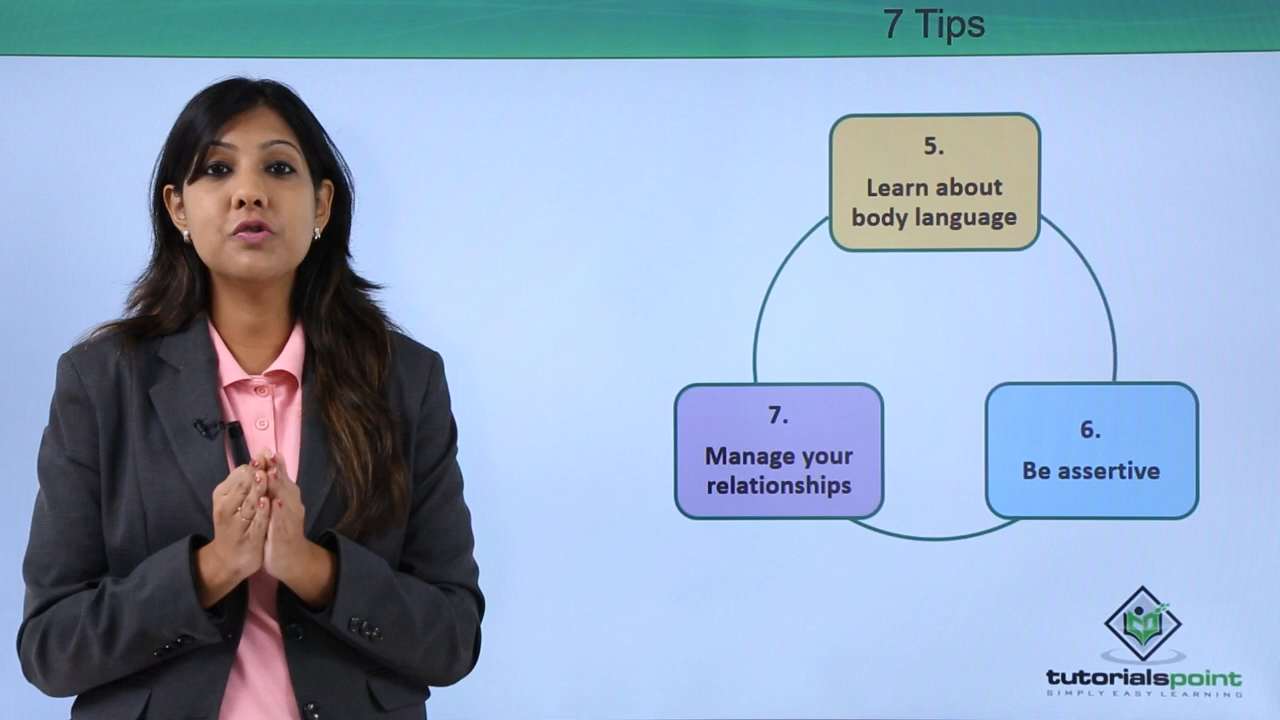 7 Tips
5.
Learn about
body language
7.
Manage your
relationships
6.
Be assertive
tutorialspoint
SIMPLY EASY LEARNING